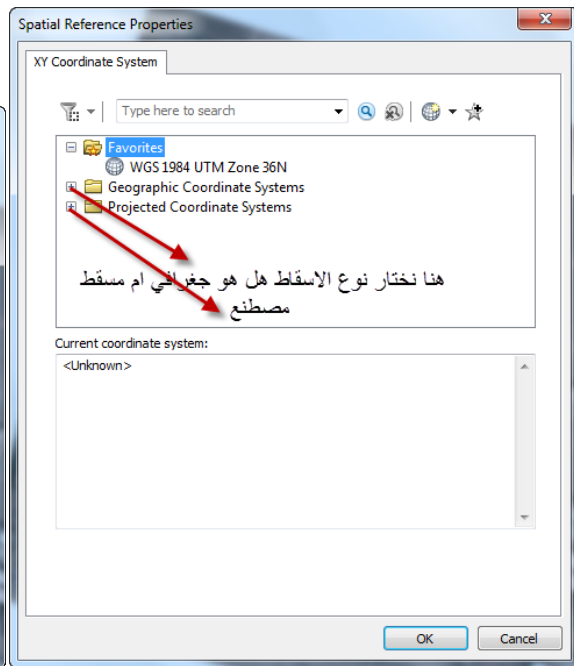 Spatial Reference Properties
XY Coordinate System
Type here to search
Favorites
WGS 1984 UTM Zone 36N
Geographic Coordinate Systems
Projected Coordinate Systems
هنا نختار نوع الاسقاط هل هو جغرافي ام مسقط
مصطنع
Current coordinate system:
<Unknown>
OK Cancel